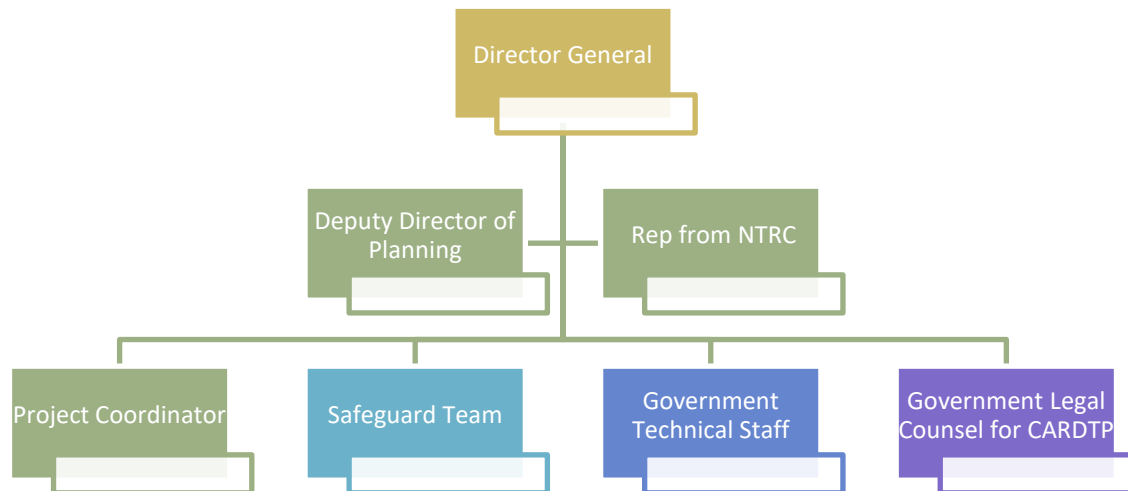 Director General
Deputy Director of
Planning
Rep from NTRC
Project Coordinator
Safeguard Team
Government
Technical Staff
Government Legal
Counsel for CARDTP